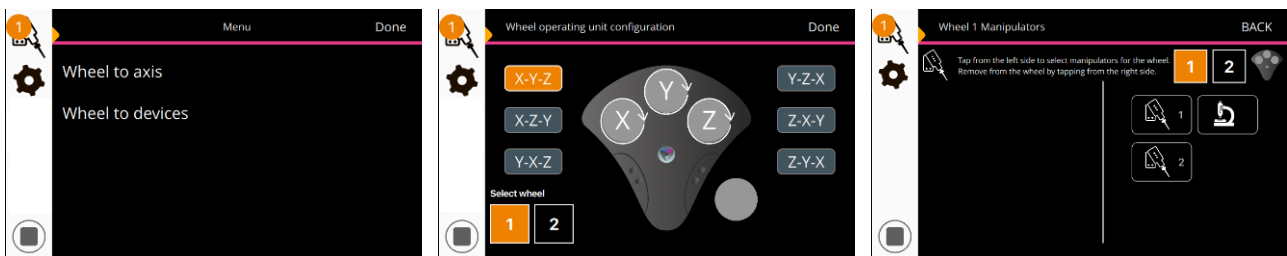 1
Menu
Done
Wheel to axis
Wheel to devices
1
Wheel operating unit configuration
Done
X-Y-Z
Y-Z-X
X-Z-Y
Z-X-Y
Y-X-Z
Z-Y-X
Y
X
Z
Select wheel
1
2
1
Wheel 1 Manipulators
BACK
Tap from the left side to select manipulators for the wheel.
Remove from the wheel by tapping from the right side.
1
2
1
2